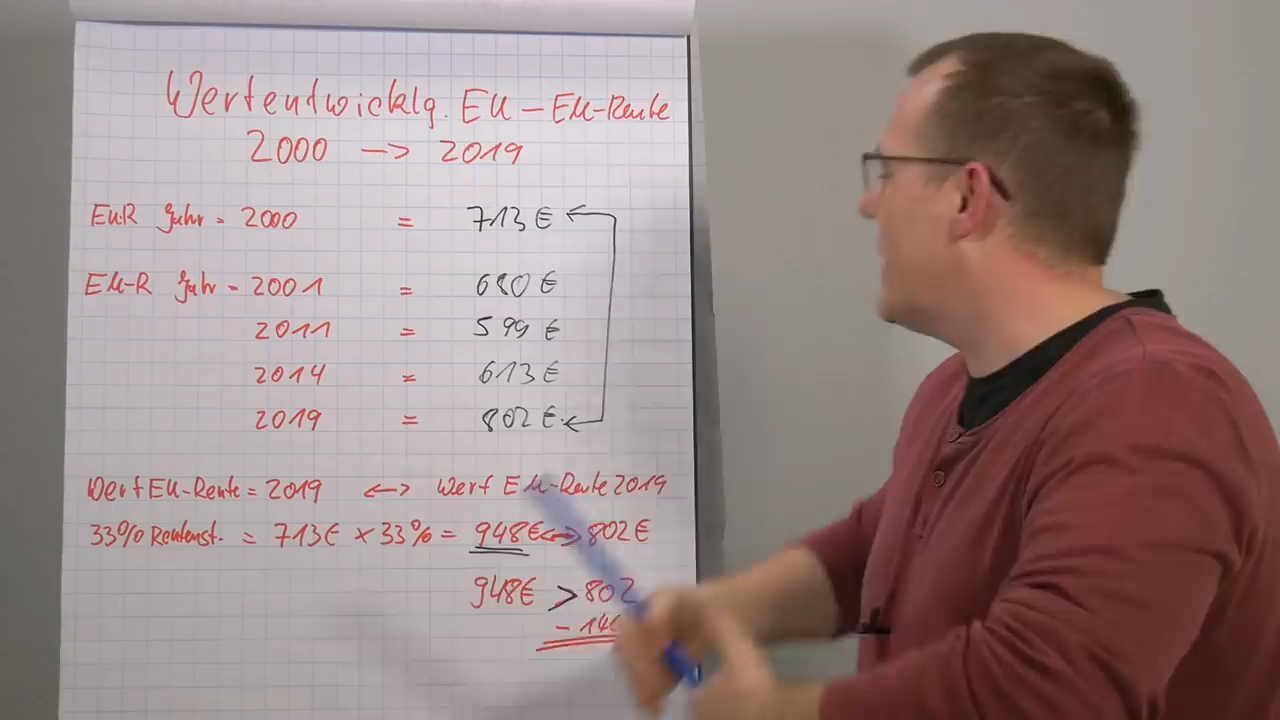 Wertentwicklg. EU – EM-Rente
2000 –> 2019
EU-R Jahr = 2000 = 713 €
EM-R Jahr = 2001 = 680 €
2011 = 599 €
2014 = 613 €
2019 = 802 €
Wert EU-Rente = 2019 <–> Wert EM-Rente 2019
33% Rentenst. = 713 € x 33% = 948 € <=> 802 €
948 € > 802